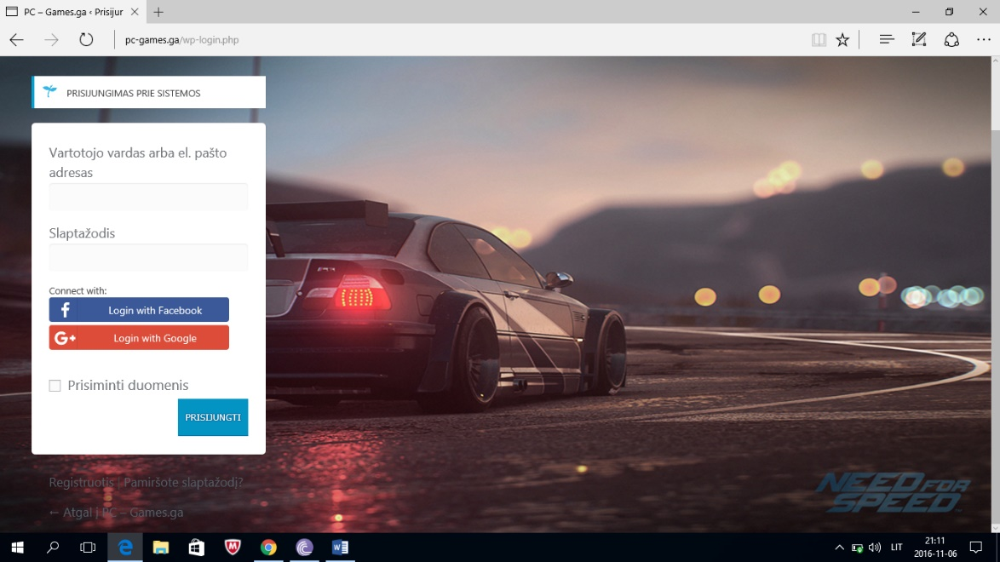 PC – Games.ga ‹ Prisijur
pc-games.ga/wp-login.php
PRISIJUNGIMAS PRIE SISTEMOS
Vartotojo vardas arba el. pašto
adresas
Slaptažodis
Connect with:
Login with Facebook
Login with Google
Prisiminti duomenis
PRISIJUNGTI
Registruotis | Pamiršote slaptažodį?
← Atgal į PC – Games.ga
NEED FOR
SPEED
LIT
21:11
2016-11-06